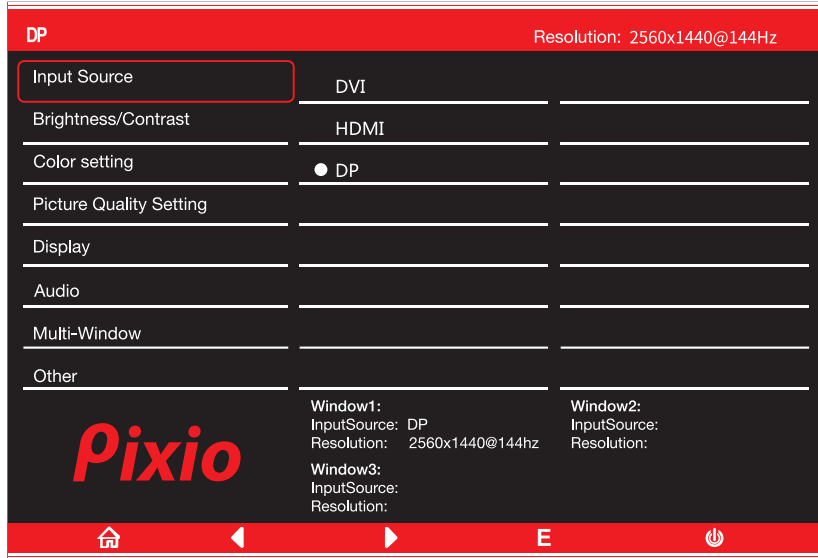 DP
Resolution: 2560x1440@144Hz
Input Source
Brightness/Contrast
Color setting
Picture Quality Setting
Display
Audio
Multi-Window
Other
DVI
HDMI
DP
Pixio
Window1:
InputSource: DP
Resolution: 2560x1440@144hz
Window3:
InputSource:
Resolution:
Window2:
InputSource:
Resolution:
E